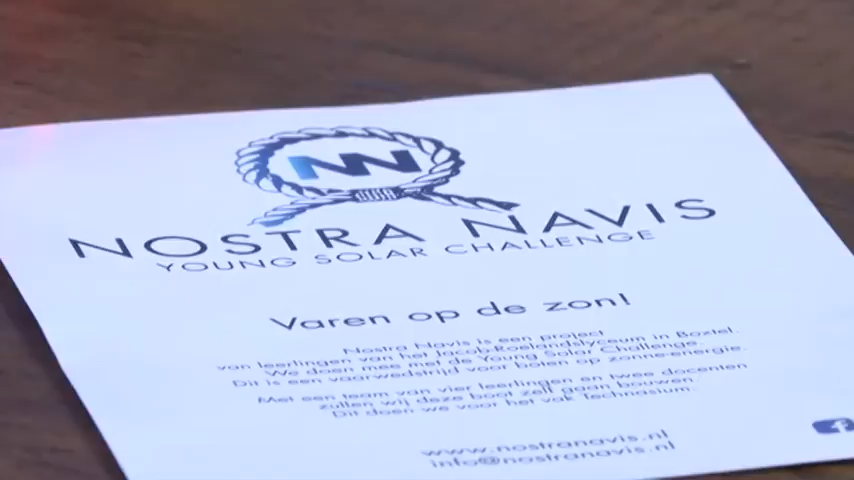 NN
NOSTRA NAVIS
YOUNG SOLAR CHALLENGE
Varen op de zon!
Nostra Navis is een project
van leerlingen van het Jacob-Roelandslyceum in Boxtel.
We doen mee met de Young Solar Challenge.
Dit is een vaarwedstrijd voor boten op zonne-energie.
Met een team van vier leerlingen en twee docenten
zullen wij deze boot zelf gaan bouwen.
Dit doen we voor het vak Technasium.
www.nostranavis.nl
info@nostranavis.nl
f